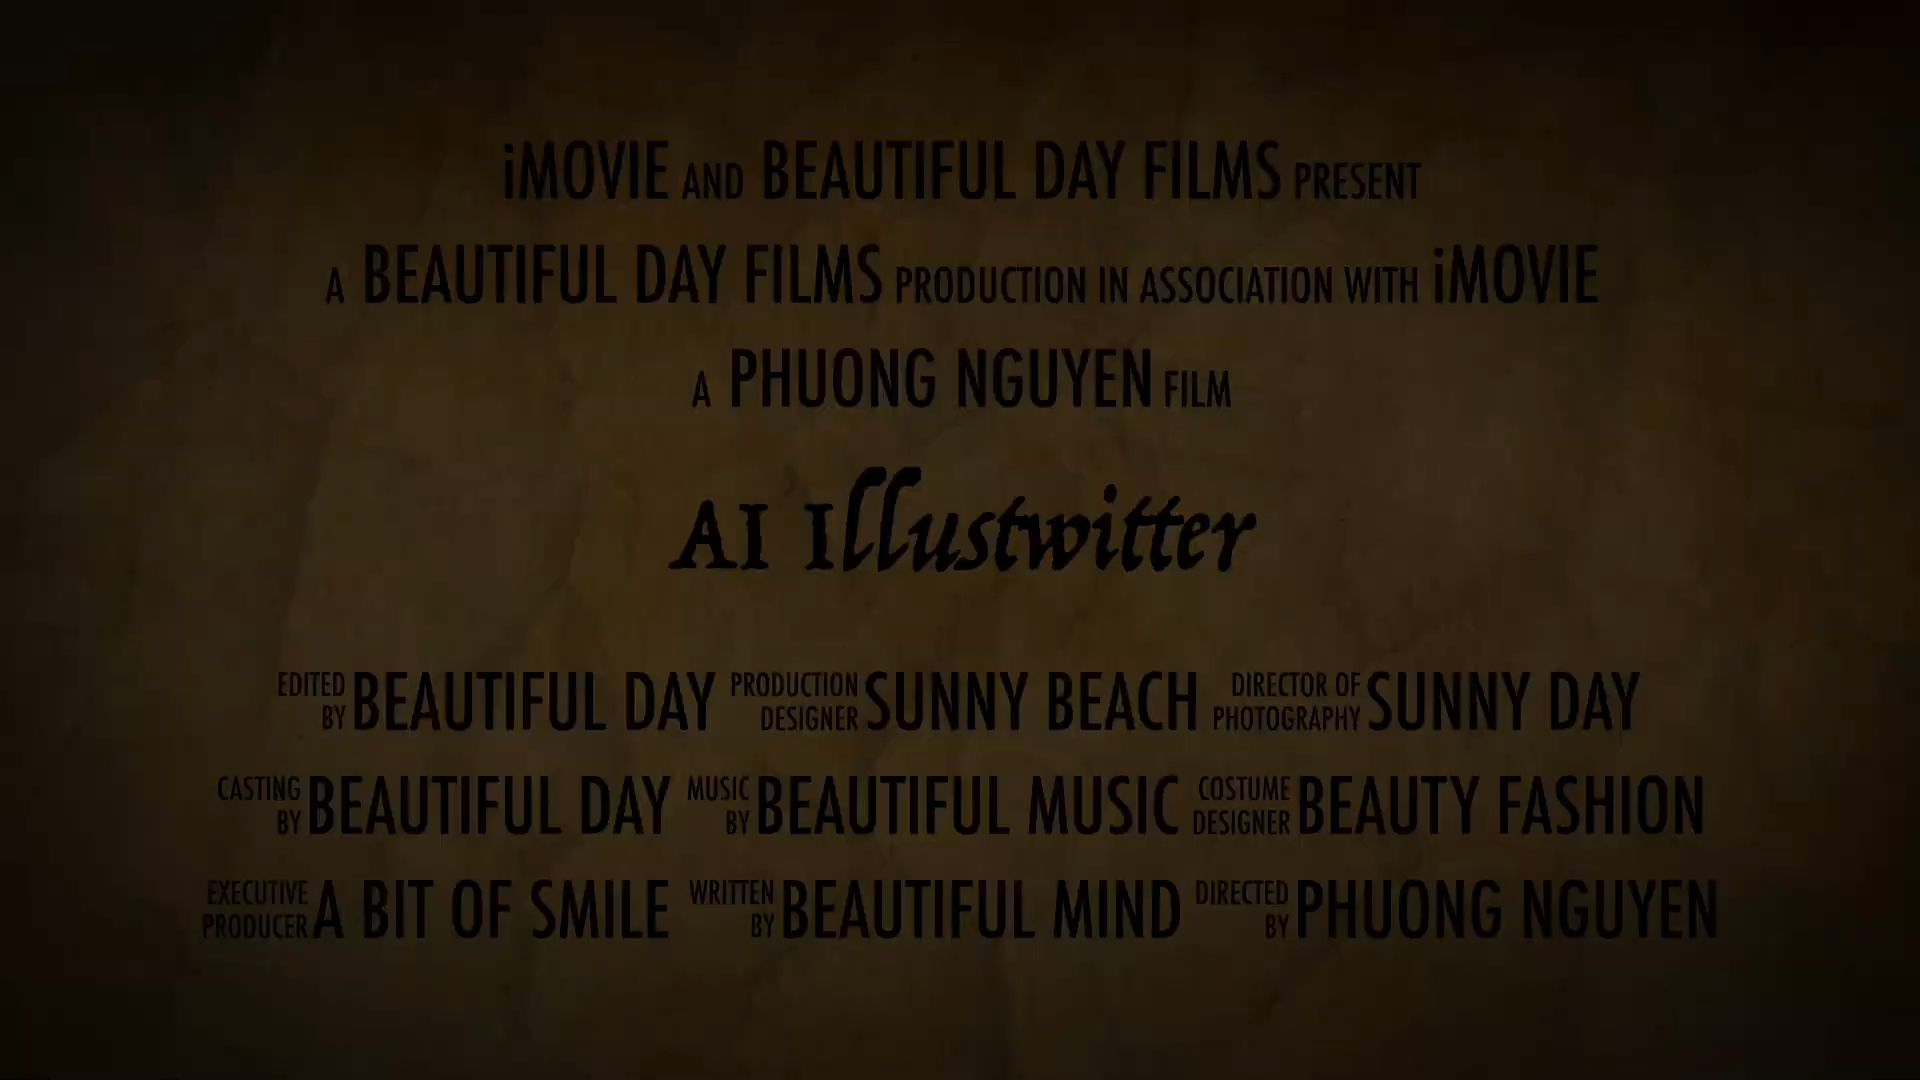 iMOVIE AND BEAUTIFUL DAY FILMS PRESENT
A BEAUTIFUL DAY FILMS PRODUCTION IN ASSOCIATION WITH iMOVIE
A PHUONG NGUYEN FILM
AI Illustwitter
EDITED BY BEAUTIFUL DAY PRODUCTION DESIGNER SUNNY BEACH DIRECTOR OF PHOTOGRAPHY SUNNY DAY
CASTING BY BEAUTIFUL DAY MUSIC BY BEAUTIFUL MUSIC COSTUME DESIGNER BEAUTY FASHION
EXECUTIVE PRODUCER A BIT OF SMILE WRITTEN BY BEAUTIFUL MIND DIRECTED BY PHUONG NGUYEN